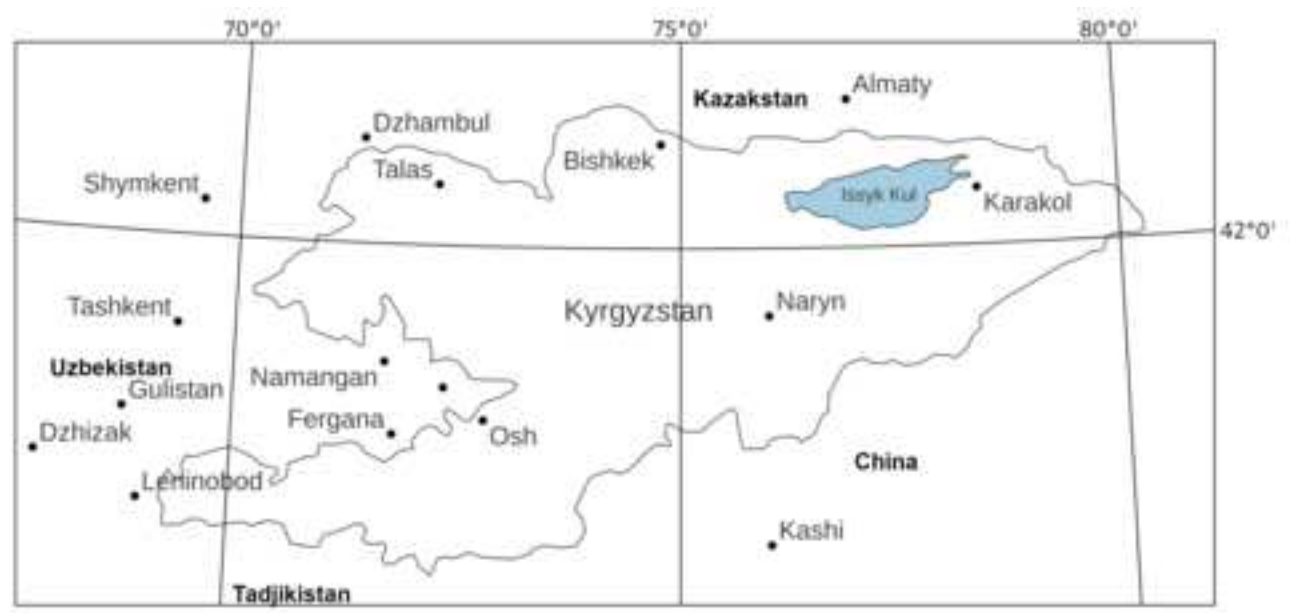 70°0'
75°0'
80°0'
Kazakstan
Almaty
Dzhambul
Bishkek
Talas
Shymkent
Issyk Kul
Karakol
42°0'
Tashkent
Kyrgyzstan
Naryn
Uzbekistan
Gulistan
Namangan
Fergana
Osh
Dzhizak
Leninobod
China
Kashi
Tadjikistan